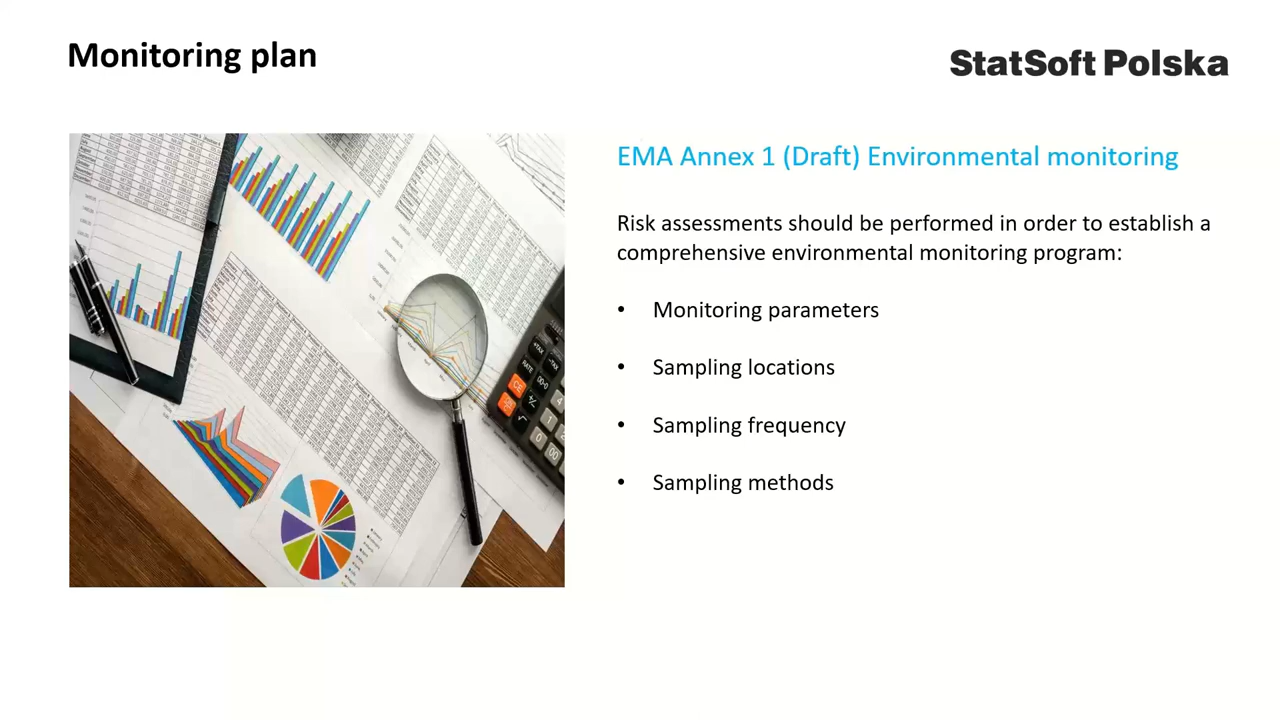 Monitoring plan
StatSoft Polska
EMA Annex 1 (Draft) Environmental monitoring
Risk assessments should be performed in order to establish a
comprehensive environmental monitoring program:
• Monitoring parameters
• Sampling locations
• Sampling frequency
• Sampling methods